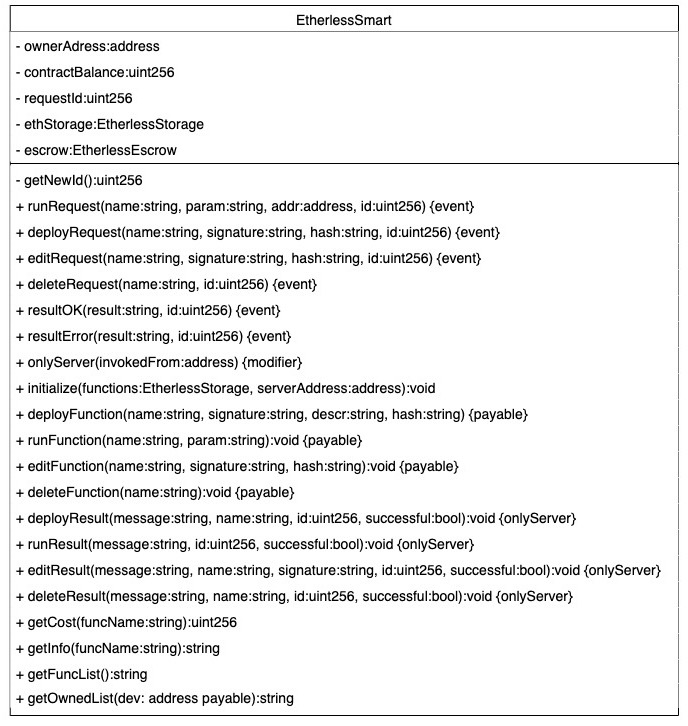 EtherlessSmart
- ownerAdress:address
- contractBalance:uint256
- requestId:uint256
- ethStorage:EtherlessStorage
- escrow:EtherlessEscrow
- getNewId():uint256
+ runRequest(name:string, param:string, addr:address, id:uint256) {event}
+ deployRequest(name:string, signature:string, hash:string, id:uint256) {event}
+ editRequest(name:string, signature:string, hash:string, id:uint256) {event}
+ deleteRequest(name:string, id:uint256) {event}
+ resultOK(result:string, id:uint256) {event}
+ resultError(result:string, id:uint256) {event}
+ onlyServer(invokedFrom:address) {modifier}
+ initialize(functions:EtherlessStorage, serverAddress:address):void
+ deployFunction(name:string, signature:string, descr:string, hash:string) {payable}
+ runFunction(name:string, param:string):void {payable}
+ editFunction(name:string, signature:string, hash:string):void {payable}
+ deleteFunction(name:string):void {payable}
+ deployResult(message:string, name:string, id:uint256, successful:bool):void {onlyServer}
+ runResult(message:string, id:uint256, successful:bool):void {onlyServer}
+ editResult(message:string, name:string, signature:string, id:uint256, successful:bool):void {onlyServer}
+ deleteResult(message:string, name:string, id:uint256, successful:bool):void {onlyServer}
+ getCost(funcName:string):uint256
+ getInfo(funcName:string):string
+ getFuncList():string
+ getOwnedList(dev: address payable):string